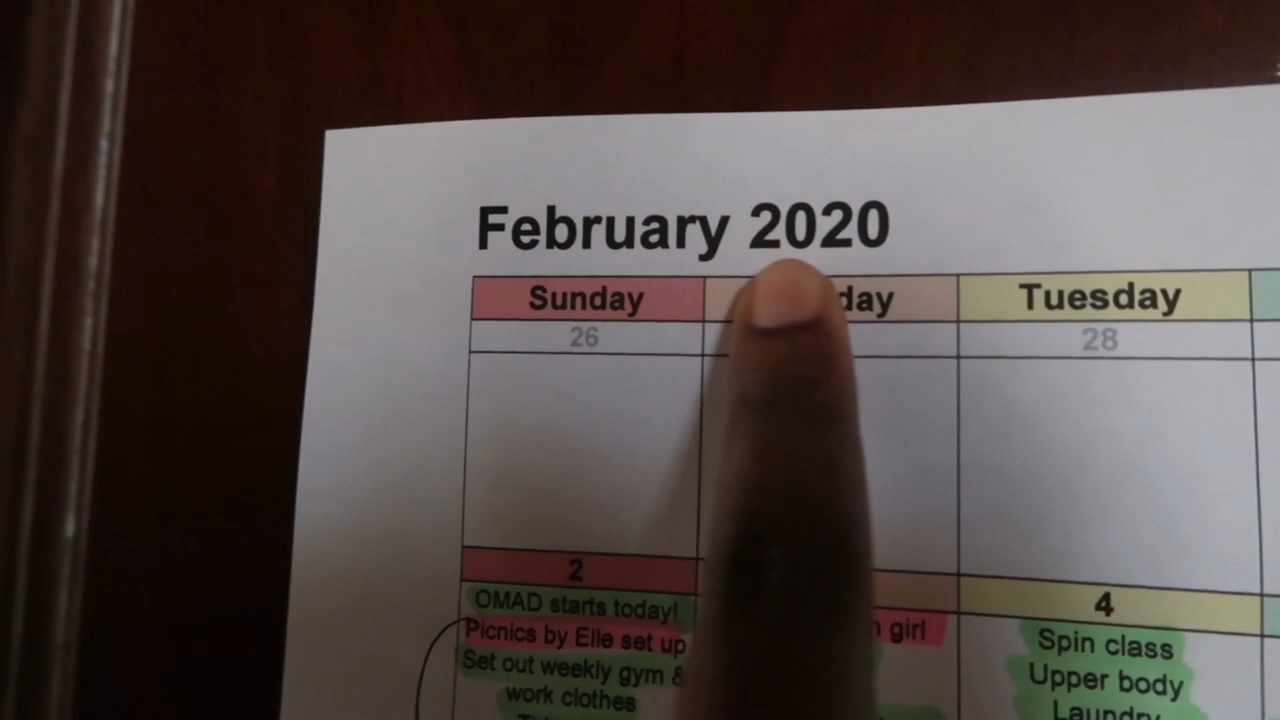 February 2020
Sunday day Tuesday
26 28
2 4
OMAD starts today!
Picnics by Elle set up
Set out weekly gym &
work clothes
girl
Spin class
Upper body
Laundry